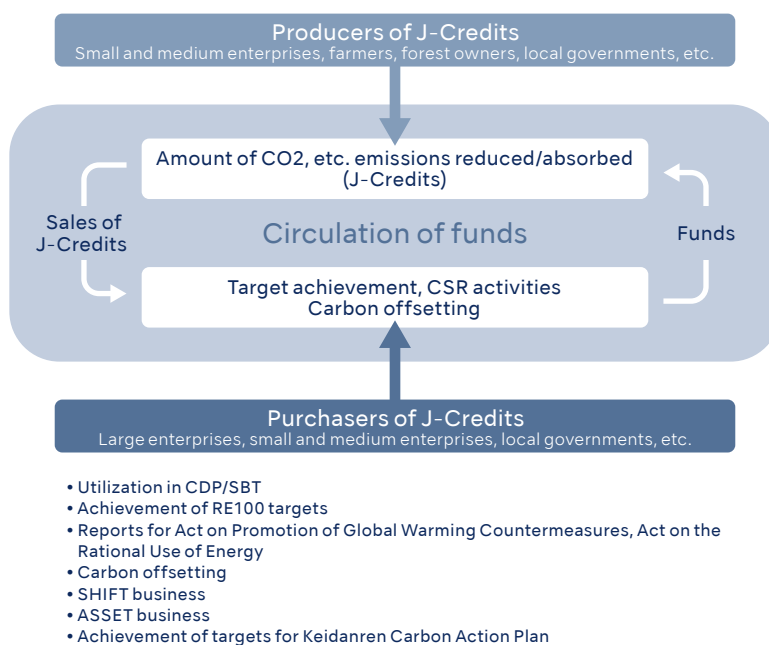 Producers of J-Credits
Small and medium enterprises, farmers, forest owners, local governments, etc.
Amount of CO2, etc. emissions reduced/absorbed
(J-Credits)
Sales of
J-Credits
Circulation of funds
Funds
Target achievement, CSR activities
Carbon offsetting
Purchasers of J-Credits
Large enterprises, small and medium enterprises, local governments, etc.
• Utilization in CDP/SBT
• Achievement of RE100 targets
• Reports for Act on Promotion of Global Warming Countermeasures, Act on the
Rational Use of Energy
• Carbon offsetting
• SHIFT business
• ASSET business
• Achievement of targets for Keidanren Carbon Action Plan